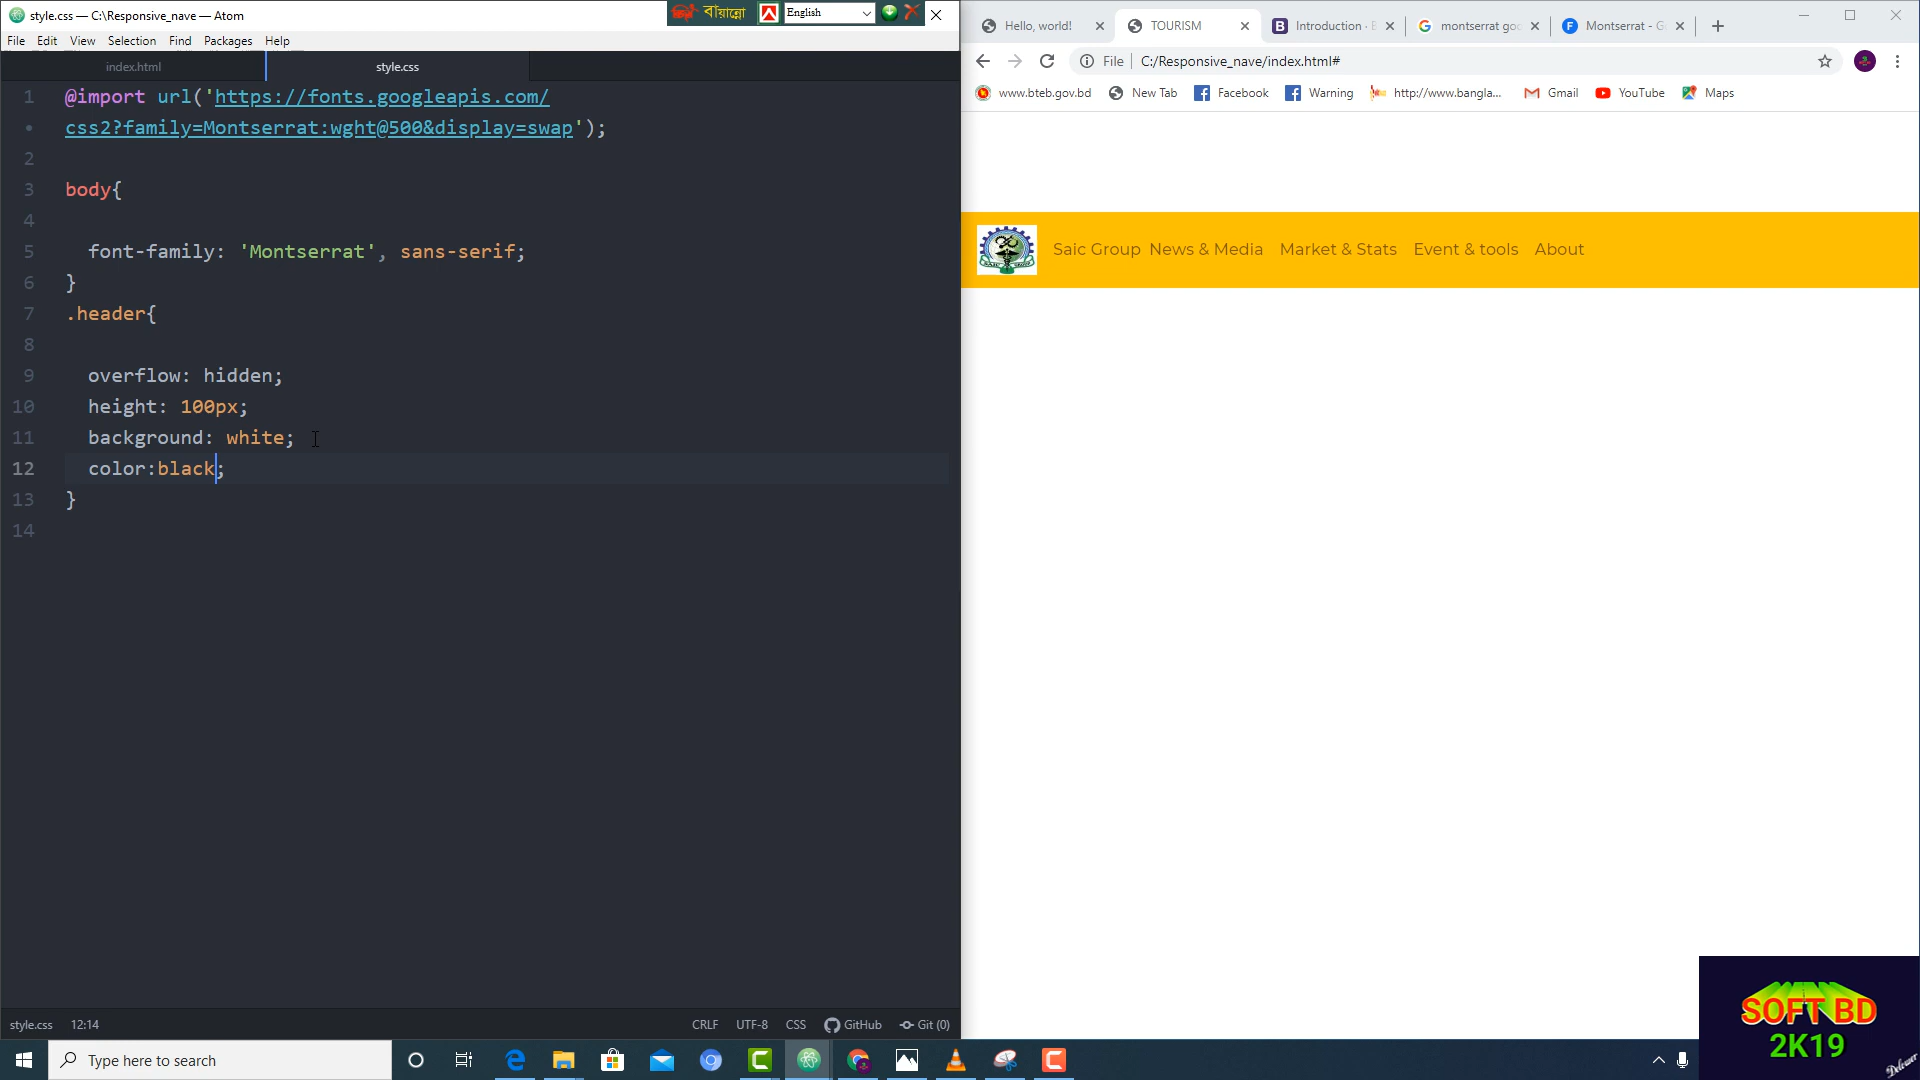 style.css — C:\Responsive_nave — Atom
বাঁয়ান্নো
English
File Edit View Selection Find Packages Help
index.html
style.css
1 @import url('https://fonts.googleapis.com/
• css2?family=Montserrat:wght@500&display=swap');
2
3 body{
4
5 font-family: 'Montserrat', sans-serif;
6 }
7 .header{
8
9 overflow: hidden;
10 height: 100px;
11 background: white;
12 color:black;
13 }
14
style.css 12:14
CRLF UTF-8 CSS GitHub Git (0)
Type here to search
Hello, world!
TOURISM
Introduction · B
montserrat goo
Montserrat - G
File C:/Responsive_nave/index.html#
www.bteb.gov.bd New Tab Facebook Warning http://www.bangla... Gmail YouTube Maps
Saic Group News & Media Market & Stats Event & tools About
SOFT BD
2K19
Delowar